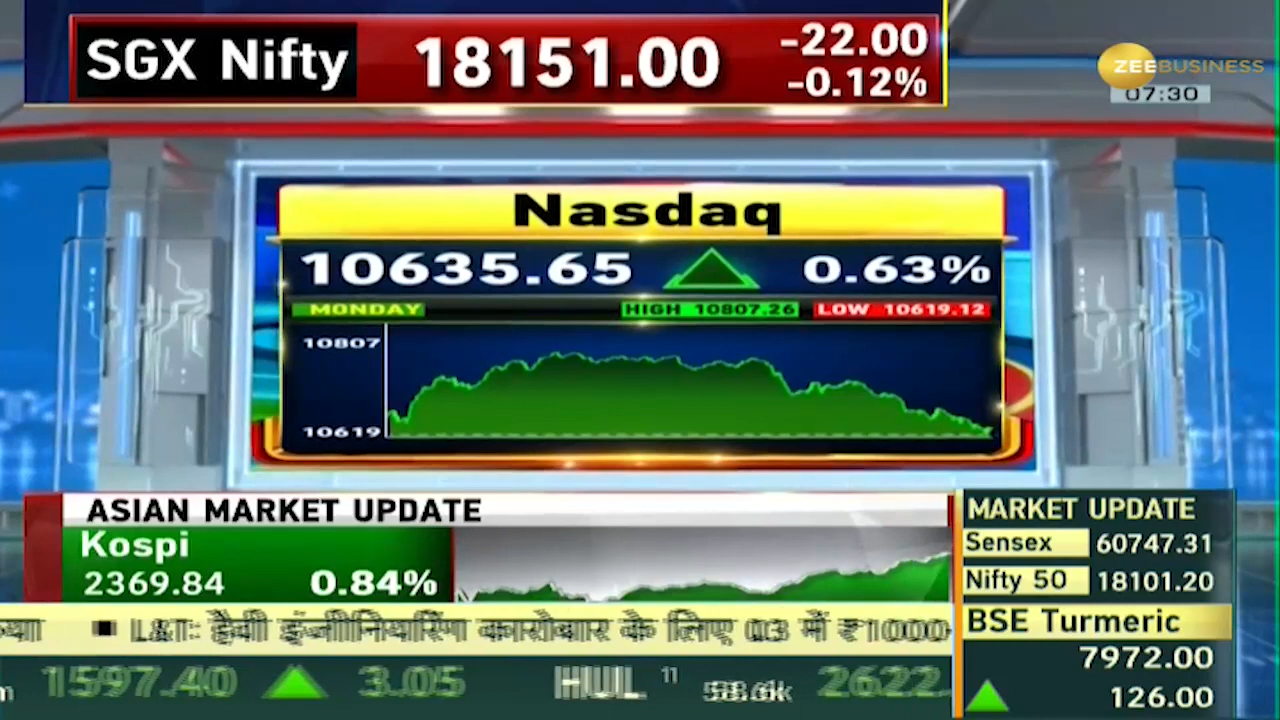 SGX Nifty 18151.00 -22.00
-0.12%
ZEEBUSINESS
07:30
Nasdaq
10635.65 0.63%
MONDAY HIGH 10807.26 LOW 10619.12
10807
10619
ASIAN MARKET UPDATE
Kospi
2369.84 0.84%
MARKET UPDATE
Sensex 60747.31
Nifty 50 18101.20
BSE Turmeric
7972.00
126.00
L&T: हैवी इंजीनियरिंग कारोबार के लिए Q3 में ₹1000-
1597.40 3.05 HUL 11 2622.